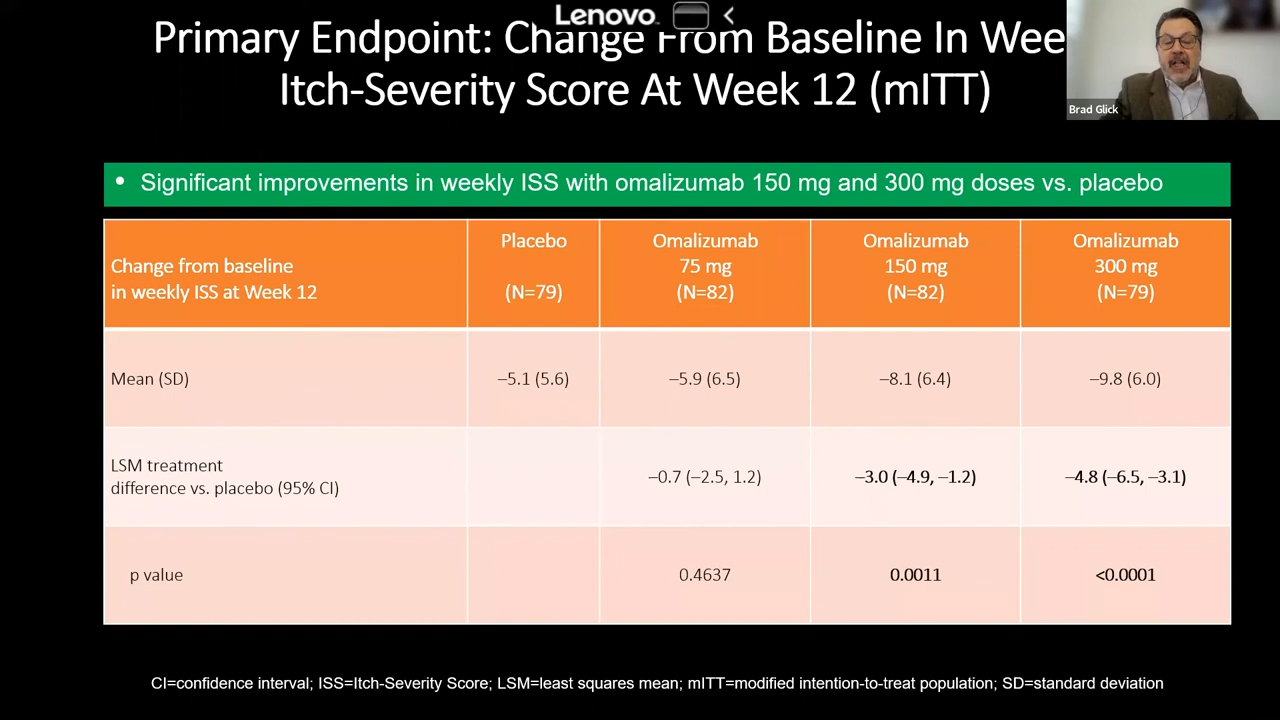 Lenovo
Primary Endpoint: Change From Baseline In Wee
Itch-Severity Score At Week 12 (mITT)
Brad Glick
• Significant improvements in weekly ISS with omalizumab 150 mg and 300 mg doses vs. placebo
Change from baseline
in weekly ISS at Week 12
Placebo
(N=79)
Omalizumab
75 mg
(N=82)
Omalizumab
150 mg
(N=82)
Omalizumab
300 mg
(N=79)
Mean (SD)
–5.1 (5.6)
–5.9 (6.5)
–8.1 (6.4)
–9.8 (6.0)
LSM treatment
difference vs. placebo (95% CI)
–0.7 (–2.5, 1.2)
–3.0 (–4.9, –1.2)
–4.8 (–6.5, –3.1)
p value
0.4637
0.0011
<0.0001
CI=confidence interval; ISS=Itch-Severity Score; LSM=least squares mean; mITT=modified intention-to-treat population; SD=standard deviation